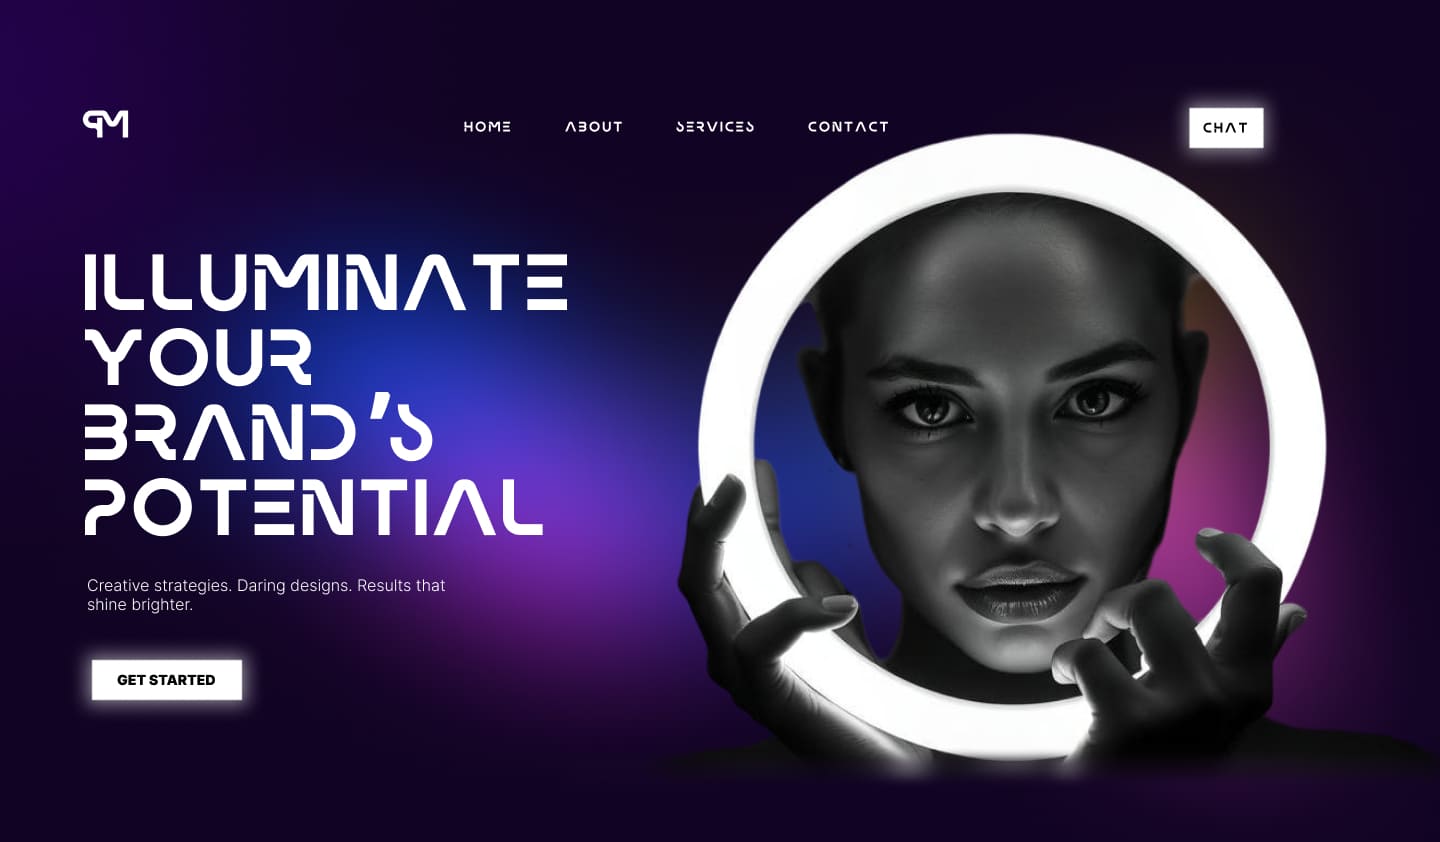 PM
HOME ABOUT SERVICES CONTACT
CHAT
ILLUMINATE
YOUR
BRAND'S
POTENTIAL
Creative strategies. Daring designs. Results that
shine brighter.
GET STARTED